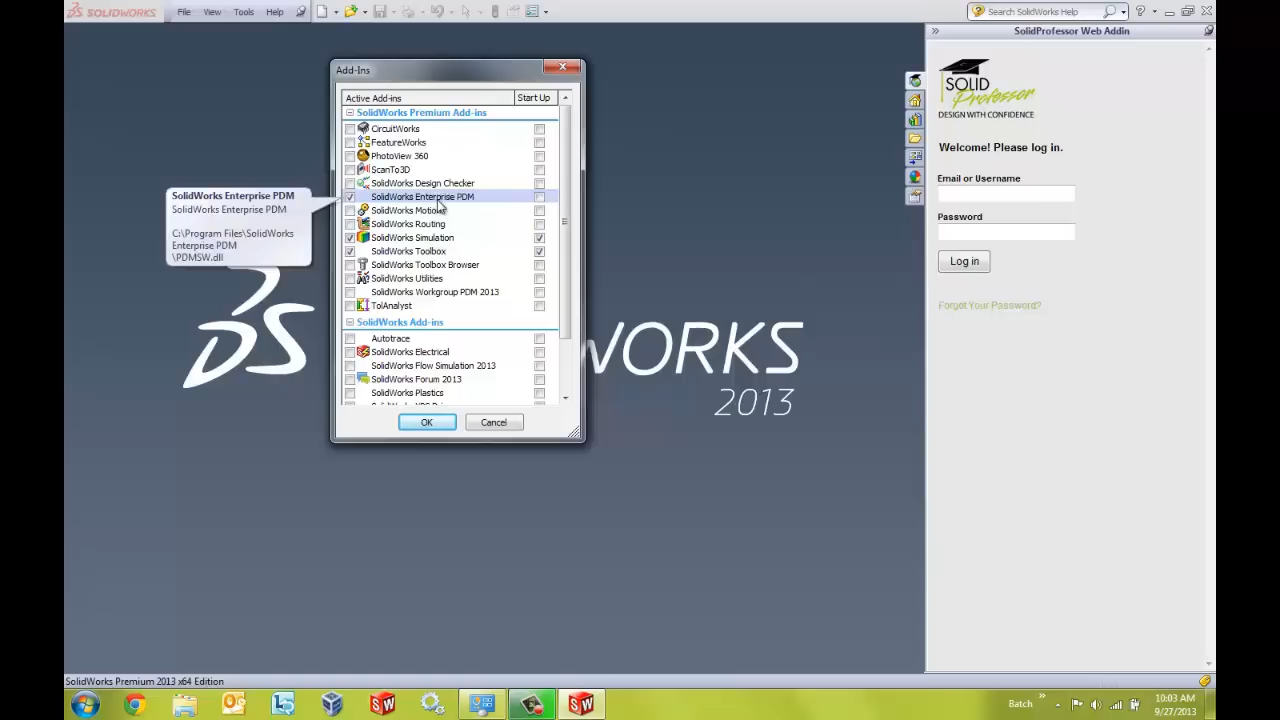 SOLIDWORKS File View Tools Help Search SolidWorks Help
SolidProfessor Web Addin
Add-Ins
Active Add-ins Start Up
SolidWorks Premium Add-ins
CircuitWorks
FeatureWorks
PhotoView 360
ScanTo3D
SolidWorks Design Checker
SolidWorks Enterprise PDM
SolidWorks Motion
SolidWorks Routing
SolidWorks Simulation
SolidWorks Toolbox
SolidWorks Toolbox Browser
SolidWorks Utilities
SolidWorks Workgroup PDM 2013
TolAnalyst
SolidWorks Add-ins
Autotrace
SolidWorks Electrical
SolidWorks Flow Simulation 2013
SolidWorks Forum 2013
SolidWorks Plastics
OK Cancel
SolidWorks Enterprise PDM
SolidWorks Enterprise PDM
C:\Program Files\SolidWorks
Enterprise PDM
\PDMSW.dll
WORKS
2013
SOLID
Professor
DESIGN WITH CONFIDENCE
Welcome! Please log in.
Email or Username
Password
Log in
Forgot Your Password?
SolidWorks Premium 2013 x64 Edition
Batch
10:03 AM
9/27/2013